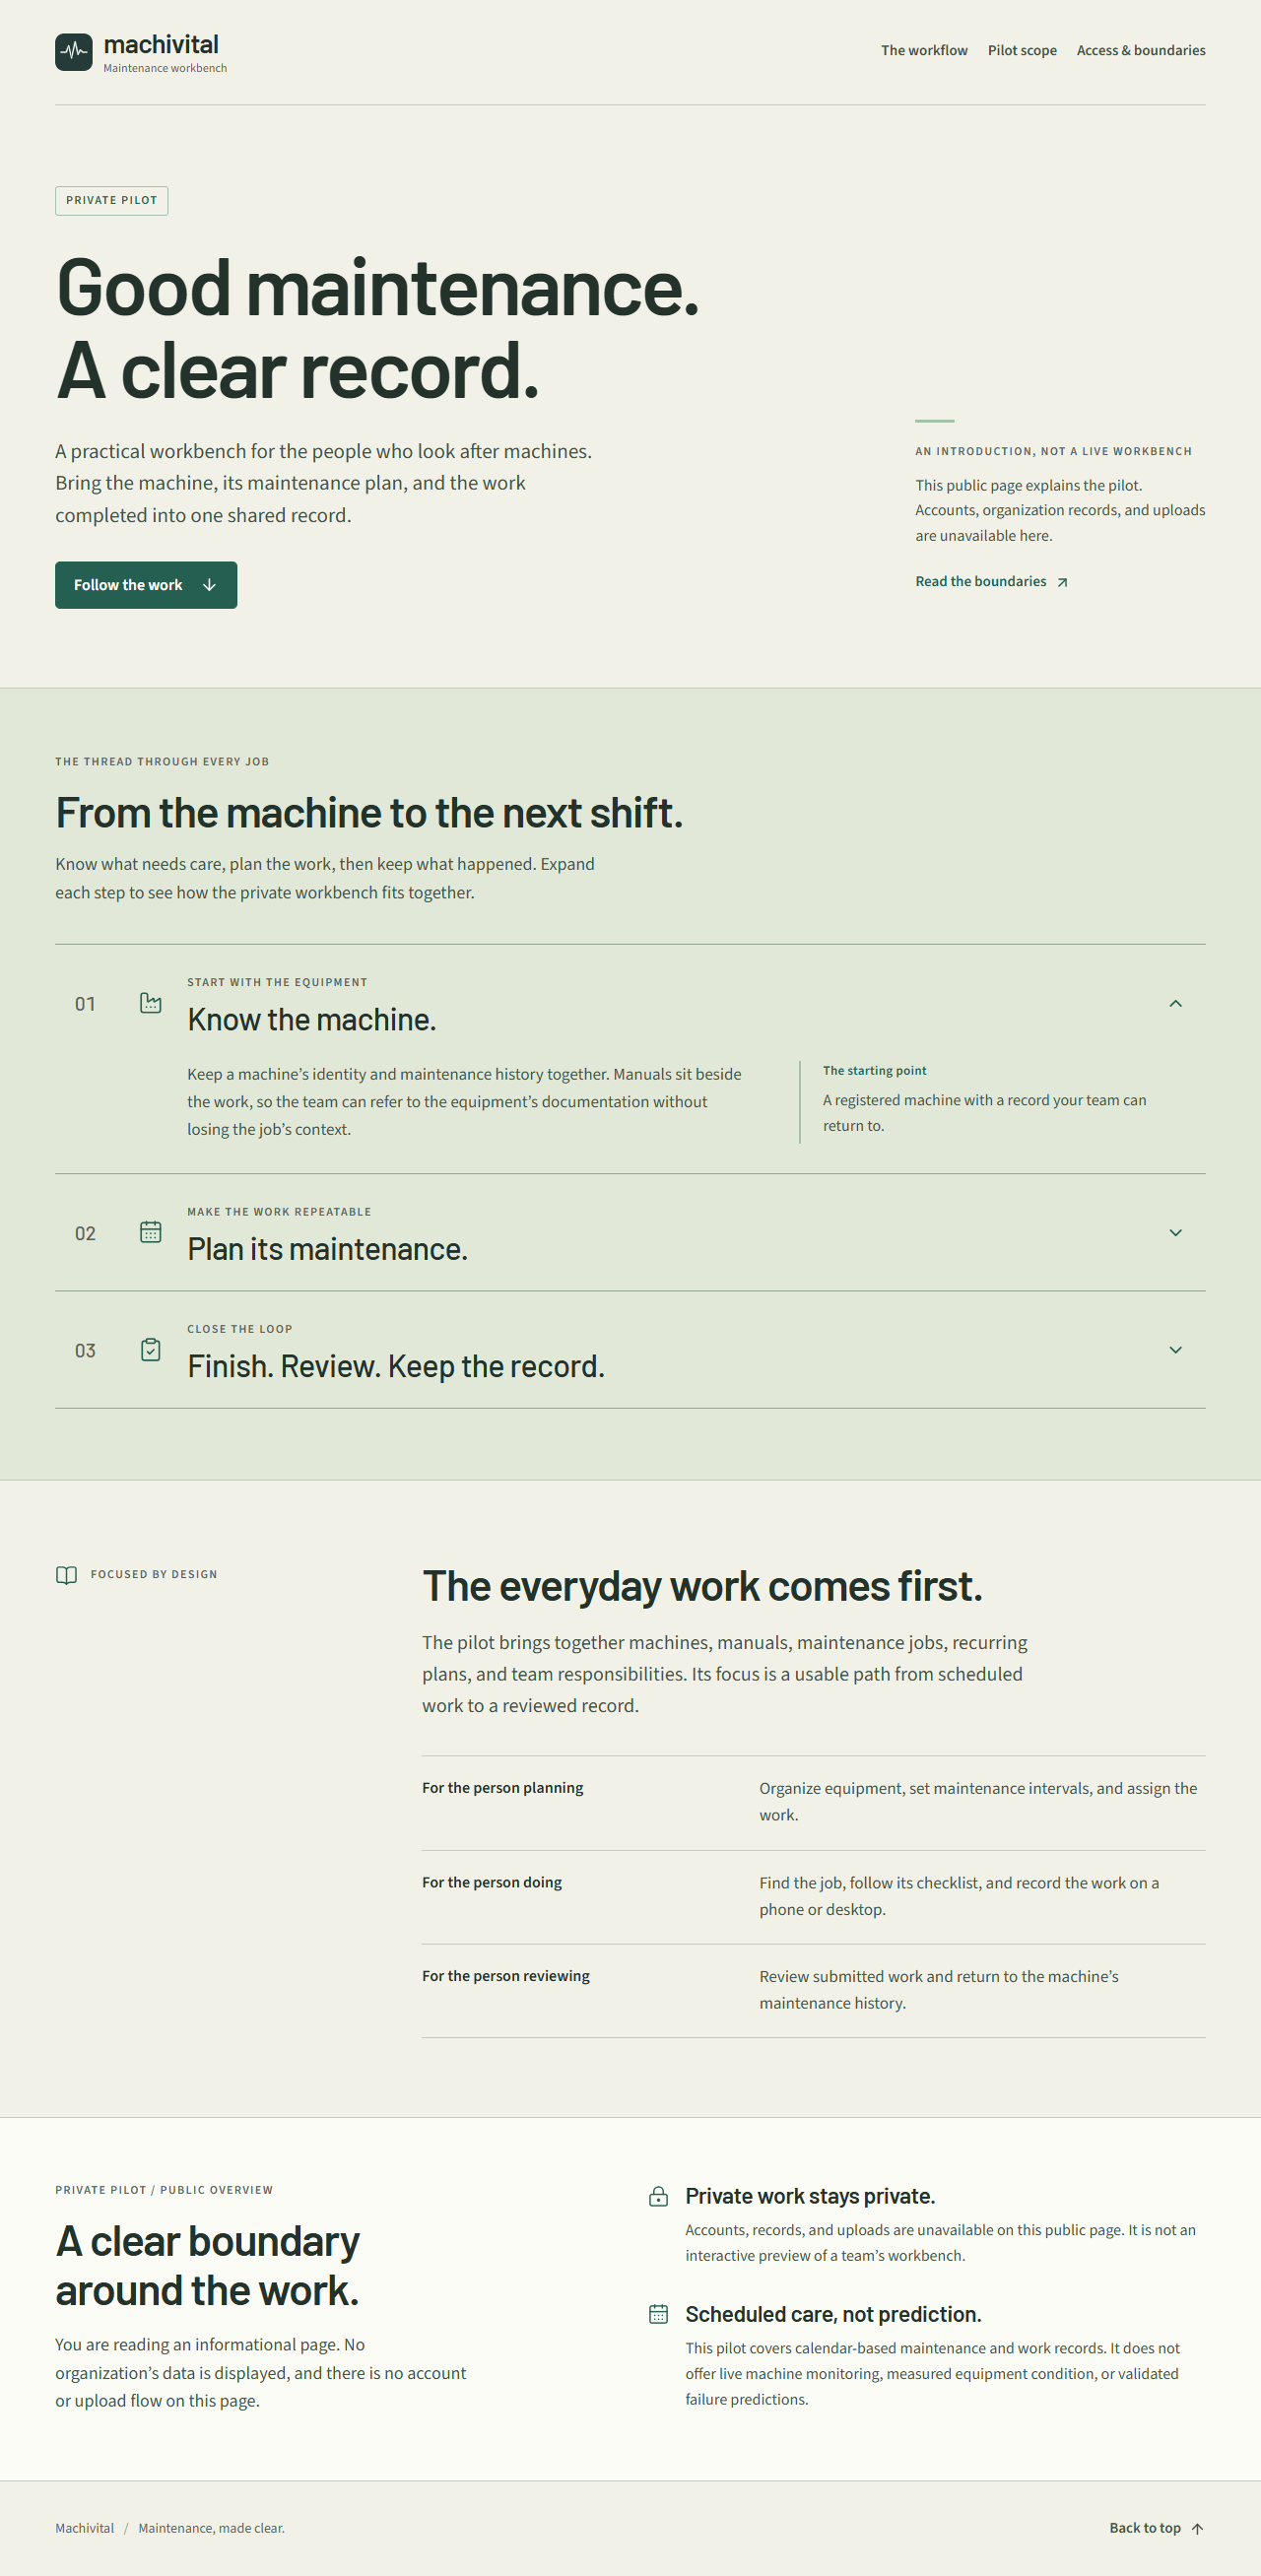 machivital
Maintenance workbench
The workflow
Pilot scope
Access & boundaries
PRIVATE PILOT
Good maintenance.
A clear record.
A practical workbench for the people who look after machines.
Bring the machine, its maintenance plan, and the work
completed into one shared record.
Follow the work
AN INTRODUCTION, NOT A LIVE WORKBENCH
This public page explains the pilot.
Accounts, organization records, and uploads
are unavailable here.
Read the boundaries
THE THREAD THROUGH EVERY JOB
From the machine to the next shift.
Know what needs care, plan the work, then keep what happened. Expand
each step to see how the private workbench fits together.
01
START WITH THE EQUIPMENT
Know the machine.
Keep a machine’s identity and maintenance history together. Manuals sit beside
the work, so the team can refer to the equipment’s documentation without
losing the job’s context.
The starting point
A registered machine with a record your team can
return to.
02
MAKE THE WORK REPEATABLE
Plan its maintenance.
03
CLOSE THE LOOP
Finish. Review. Keep the record.
FOCUSED BY DESIGN
The everyday work comes first.
The pilot brings together machines, manuals, maintenance jobs, recurring
plans, and team responsibilities. Its focus is a usable path from scheduled
work to a reviewed record.
For the person planning
Organize equipment, set maintenance intervals, and assign the
work.
For the person doing
Find the job, follow its checklist, and record the work on a
phone or desktop.
For the person reviewing
Review submitted work and return to the machine’s
maintenance history.
PRIVATE PILOT / PUBLIC OVERVIEW
A clear boundary
around the work.
You are reading an informational page. No
organization’s data is displayed, and there is no account
or upload flow on this page.
Private work stays private.
Accounts, records, and uploads are unavailable on this public page. It is not an
interactive preview of a team’s workbench.
Scheduled care, not prediction.
This pilot covers calendar-based maintenance and work records. It does not
offer live machine monitoring, measured equipment condition, or validated
failure predictions.
Machivital / Maintenance, made clear.
Back to top